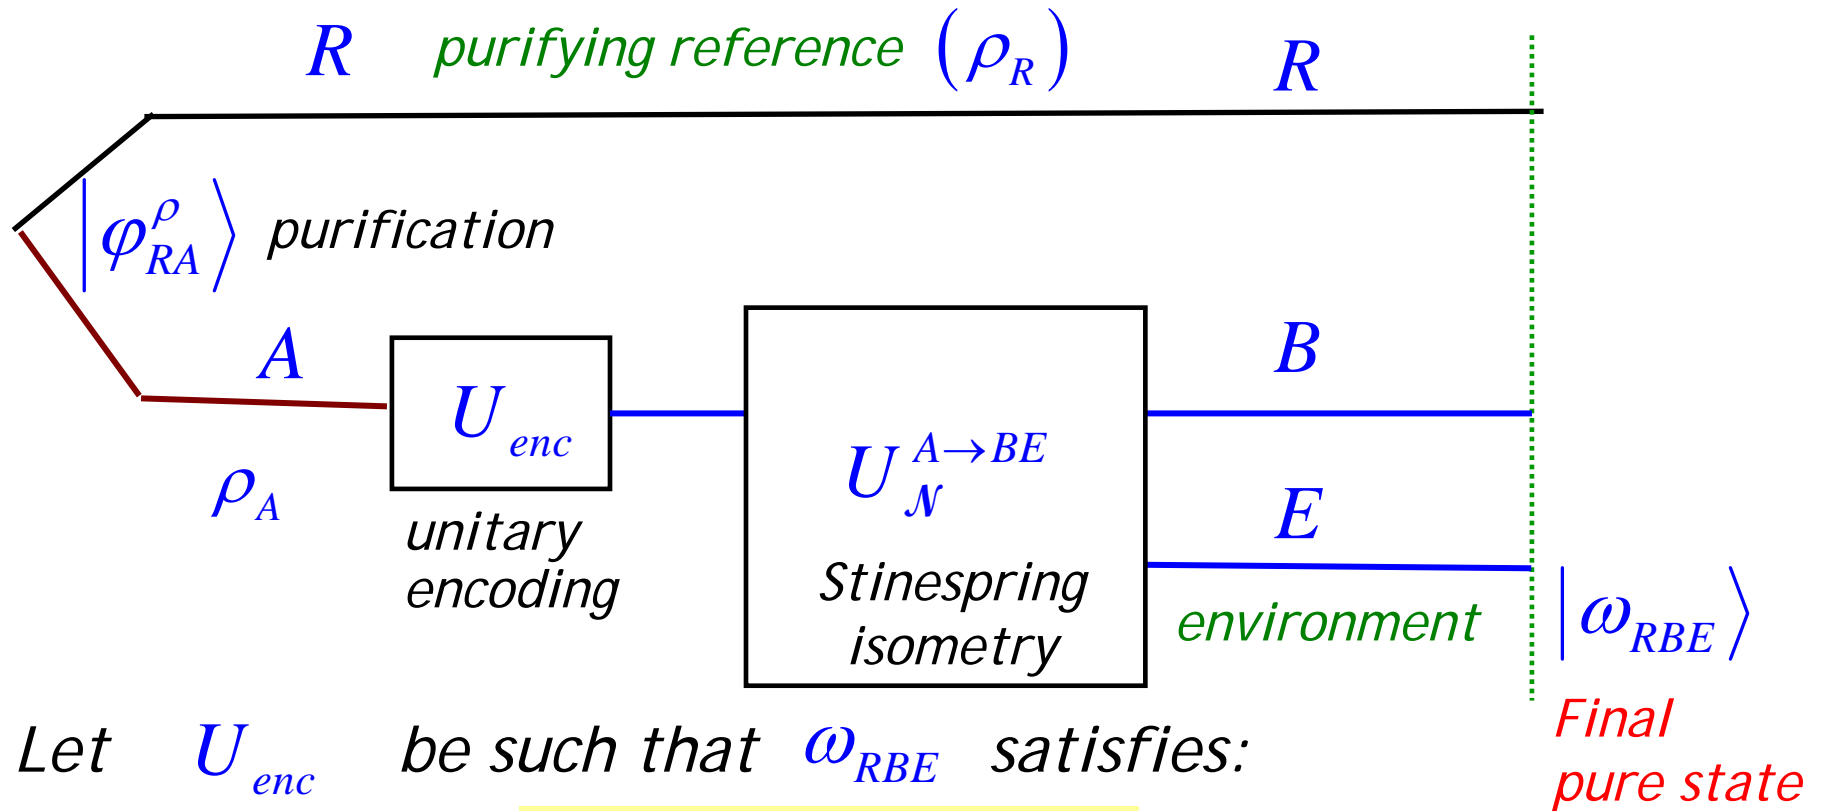 R purifying reference (ρ_R) R
|φ^ρ_RA⟩ purification
A
B
U_enc
U_𝒩^A→BE
ρ_A
E
unitary
encoding
Stinespring
isometry
environment
|ω_RBE⟩
Final
pure state
Let U_enc be such that ω_RBE satisfies: